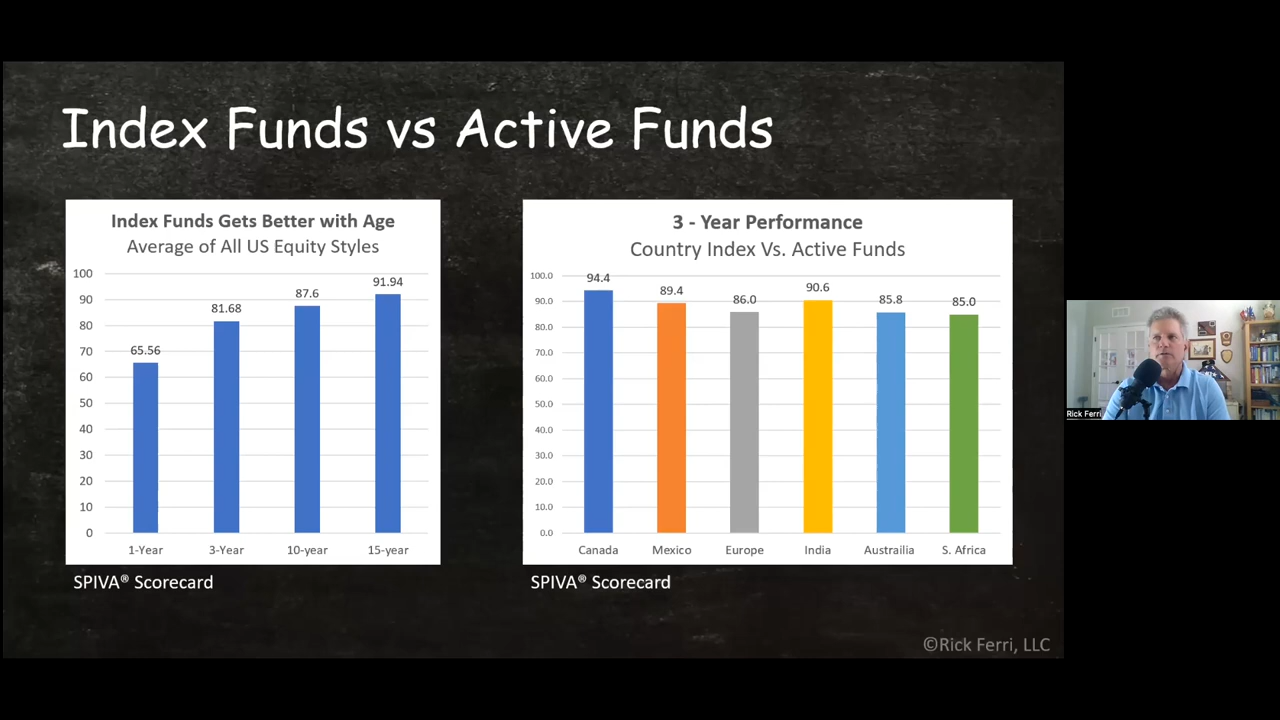 Index Funds vs Active Funds
Index Funds Gets Better with Age
Average of All US Equity Styles
100
90
80
70
60
50
40
30
20
10
0
65.56
81.68
87.6
91.94
1-Year
3-Year
10-year
15-year
SPIVA® Scorecard
3 - Year Performance
Country Index Vs. Active Funds
100.0
90.0
80.0
70.0
60.0
50.0
40.0
30.0
20.0
10.0
0.0
94.4
89.4
86.0
90.6
85.8
85.0
Canada
Mexico
Europe
India
Austrailia
S. Africa
SPIVA® Scorecard
©Rick Ferri, LLC
Rick Ferri